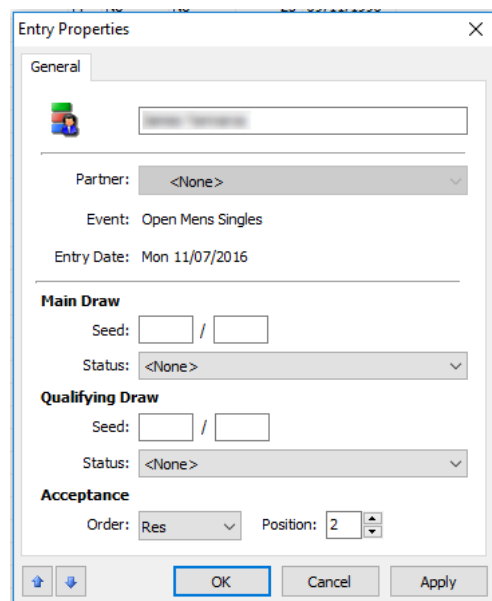 Entry Properties
General
Partner: <None>
Event: Open Mens Singles
Entry Date: Mon 11/07/2016
Main Draw
Seed: /
Status: <None>
Qualifying Draw
Seed: /
Status: <None>
Acceptance
Order: Res Position: 2
OK Cancel Apply